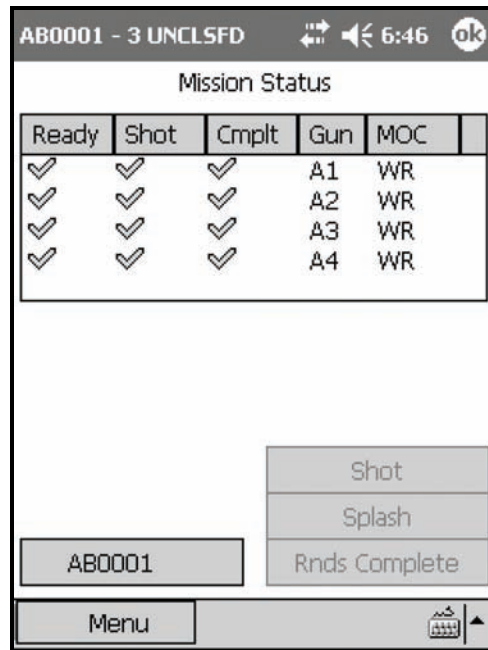 AB0001 - 3 UNCLSFD 6:46 ok
Mission Status
Ready Shot Cmplt Gun MOC
A1 WR
A2 WR
A3 WR
A4 WR
Shot
Splash
AB0001 Rnds Complete
Menu